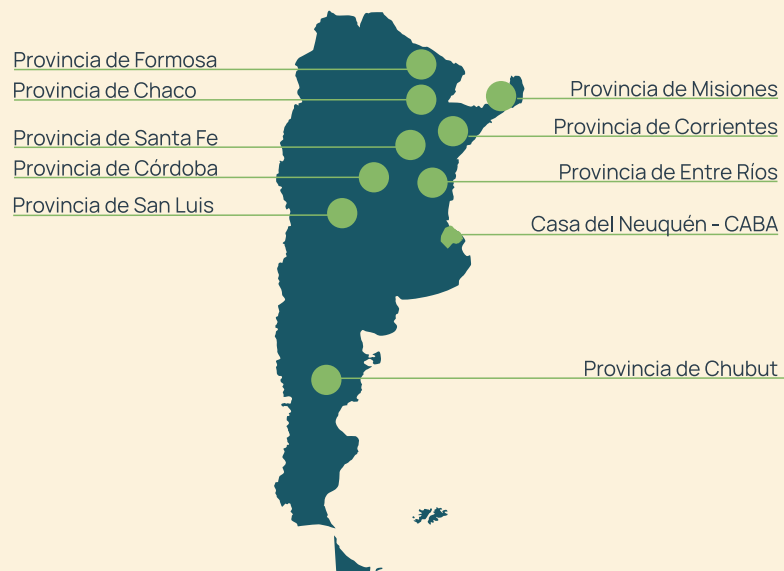 Provincia de Formosa
Provincia de Chaco
Provincia de Santa Fe
Provincia de Córdoba
Provincia de San Luis
Provincia de Misiones
Provincia de Corrientes
Provincia de Entre Ríos
Casa del Neuquén - CABA
Provincia de Chubut